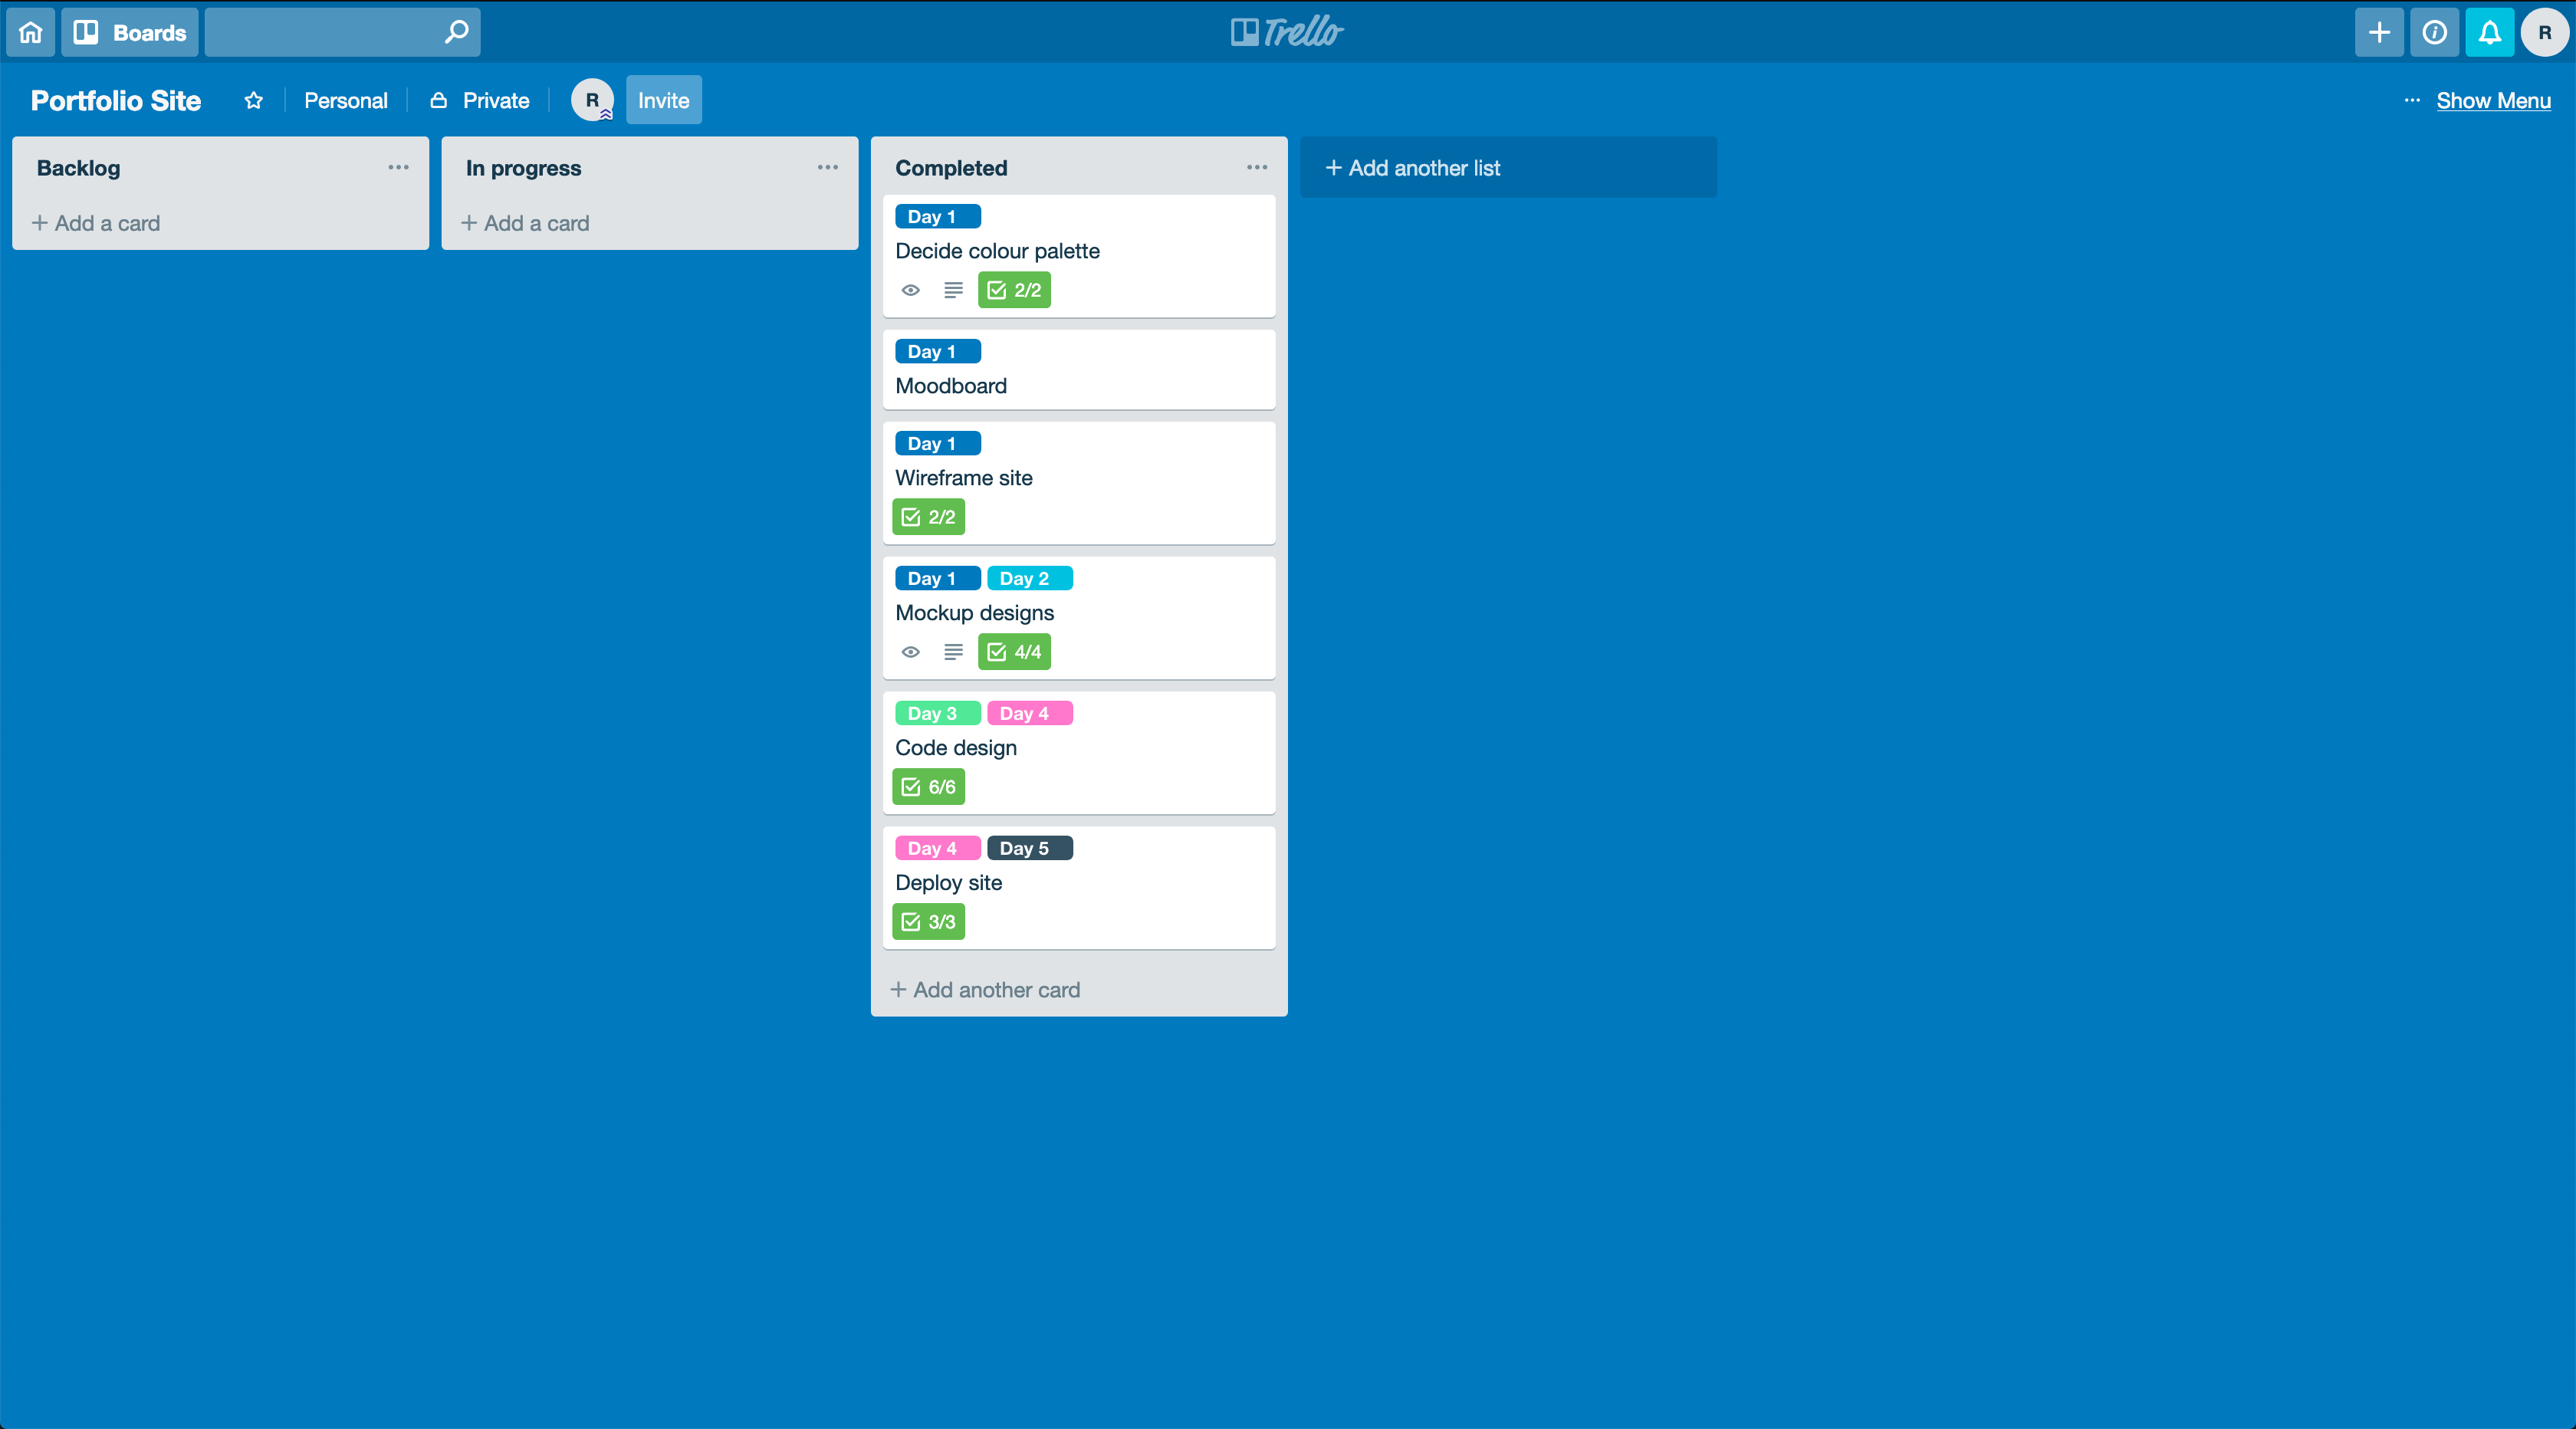 Boards
Trello
R
Portfolio Site
Personal
Private
R
Invite
··· Show Menu
Backlog
+ Add a card
In progress
+ Add a card
Completed
Day 1
Decide colour palette
2/2
Day 1
Moodboard
Day 1
Wireframe site
2/2
Day 1 Day 2
Mockup designs
4/4
Day 3 Day 4
Code design
6/6
Day 4 Day 5
Deploy site
3/3
+ Add another card
+ Add another list